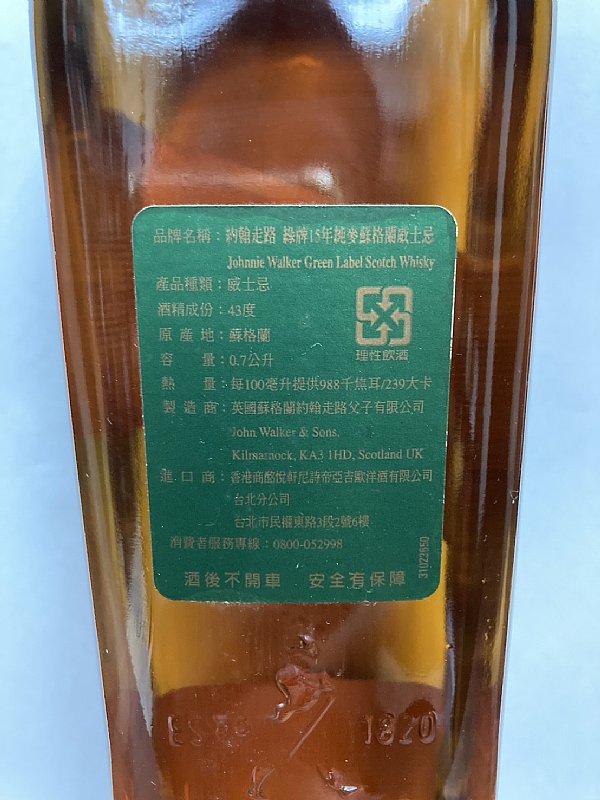 品牌名稱：約翰走路 綠牌15年純麥蘇格蘭威士忌
Johnnie Walker Green Label Scotch Whisky
產品種類：威士忌
酒精成份：43度
原產地：蘇格蘭
容量：0.7公升
理性飲酒
熱量：每100毫升提供988千焦耳/239大卡
製造商：英國蘇格蘭約翰走路父子有限公司
John Walker & Sons,
Kilmarnock, KA3 1HD, Scotland UK
進口商：香港商酩悅軒尼詩帝亞吉歐洋酒有限公司
台北分公司
台北市民權東路3段2號6樓
消費者服務專線：0800-052998
31023650
酒後不開車 安全有保障
1820